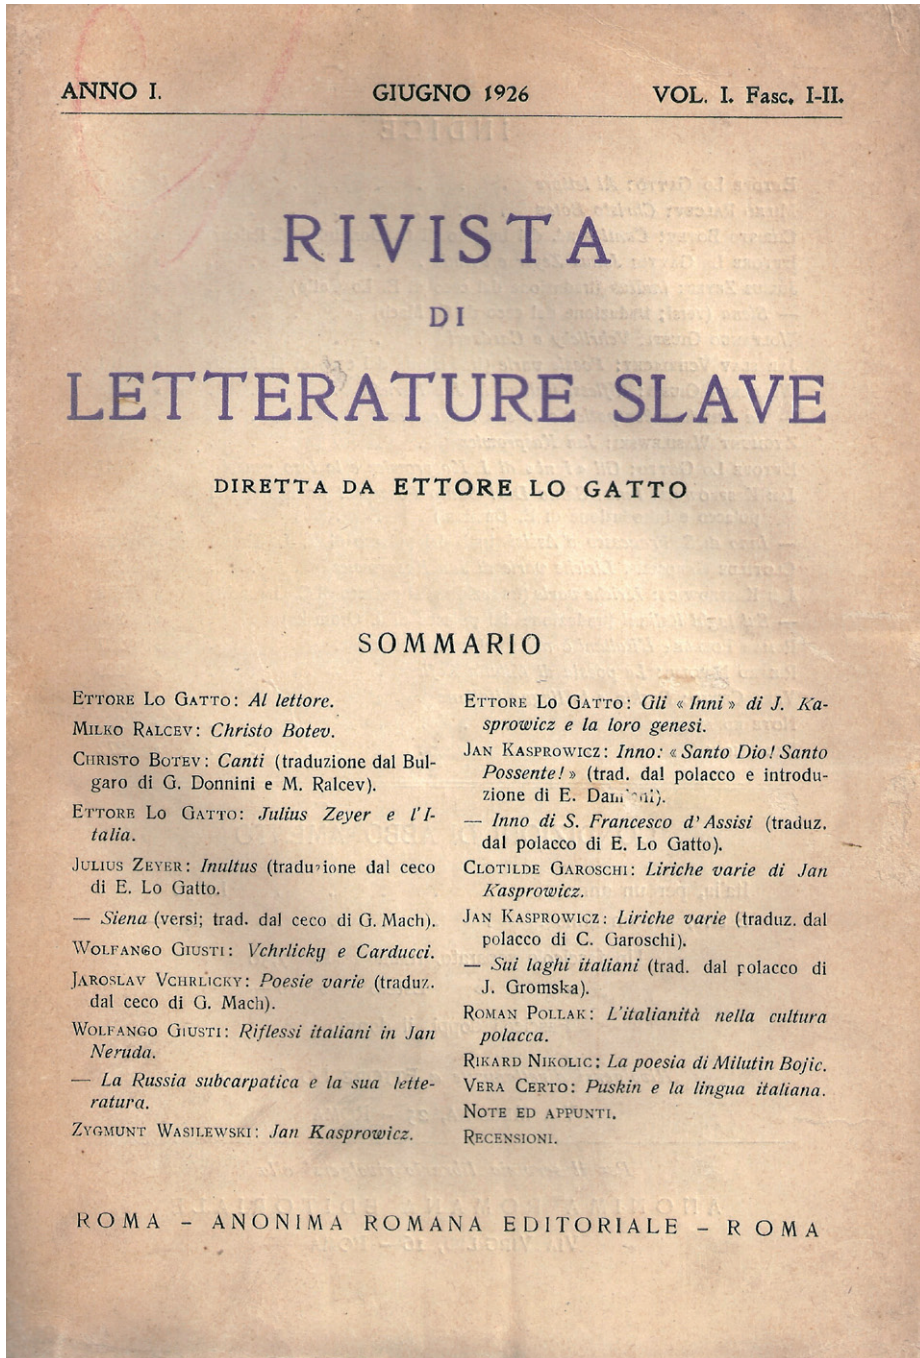 ANNO I. GIUGNO 1926 VOL. I. Fasc. I-II.
RIVISTA
DI
LETTERATURE SLAVE
DIRETTA DA ETTORE LO GATTO
SOMMARIO
ETTORE LO GATTO: Al lettore.
MILKO RALCEV: Christo Botev.
CHRISTO BOTEV: Canti (traduzione dal Bul-
garo di G. Donnini e M. Ralcev).
ETTORE LO GATTO: Julius Zeyer e l'I-
talia.
JULIUS ZEYER: Inultus (traduzione dal ceco
di E. Lo Gatto.
— Siena (versi; trad. dal ceco di G. Mach).
WOLFANGO GIUSTI: Vchrlicky e Carducci.
JAROSLAV VCHRLICKY: Poesie varie (traduz.
dal ceco di G. Mach).
WOLFANGO GIUSTI: Riflessi italiani in Jan
Neruda.
— La Russia subcarpatica e la sua lette-
ratura.
ZYGMUNT WASILEWSKI: Jan Kasprowicz.
ETTORE LO GATTO: Gli « Inni » di J. Ka-
sprowicz e la loro genesi.
JAN KASPROWICZ: Inno: « Santo Dio! Santo
Possente! » (trad. dal polacco e introdu-
zione di E. Damiani).
— Inno di S. Francesco d'Assisi (traduz.
dal polacco di E. Lo Gatto).
CLOTILDE GAROSCHI: Liriche varie di Jan
Kasprowicz.
JAN KASPROWICZ: Liriche varie (traduz. dal
polacco di C. Garoschi).
— Sui laghi italiani (trad. dal polacco di
J. Gromska).
ROMAN POLLAK: L'italianità nella cultura
polacca.
RIKARD NIKOLIC: La poesia di Milutin Bojic.
VERA CERTO: Puskin e la lingua italiana.
NOTE ED APPUNTI.
RECENSIONI.
ROMA - ANONIMA ROMANA EDITORIALE - ROMA